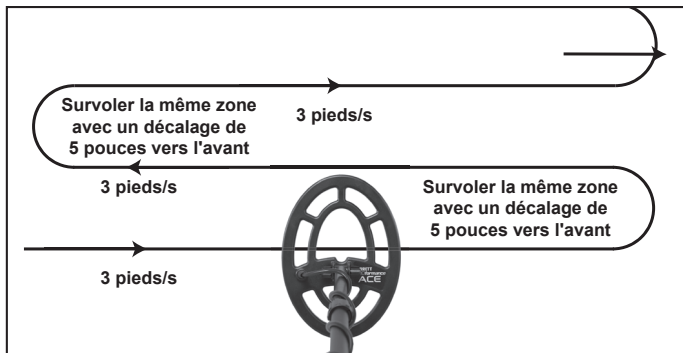 Survoler la même zone
avec un décalage de
5 pouces vers l'avant
3 pieds/s
3 pieds/s
Survoler la même zone
avec un décalage de
5 pouces vers l'avant
3 pieds/s
ACE